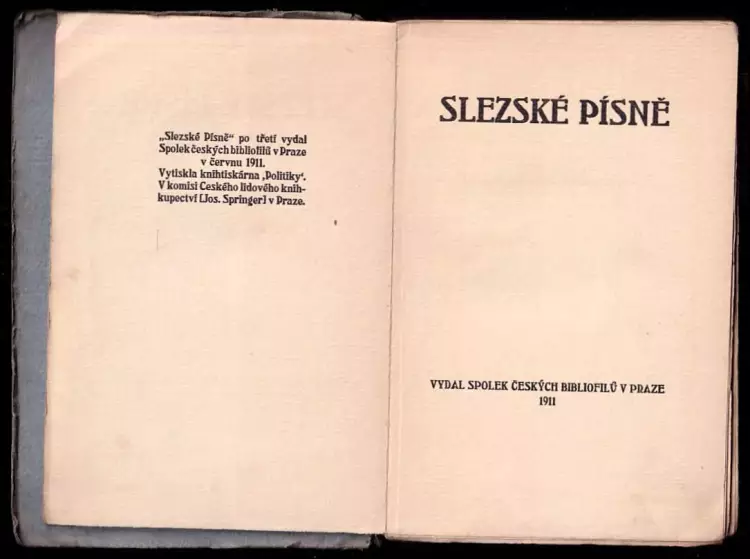 „Slezské Písně“ po třetí vydal
Spolek českých bibliofilů v Praze
v červnu 1911.
Vytiskla knihtiskárna „Politiky“.
V komisi Českého lidového knih-
kupectví [Jos. Springer] v Praze.
SLEZSKÉ PÍSNĚ
VYDAL SPOLEK ČESKÝCH BIBLIOFILŮ V PRAZE
1911